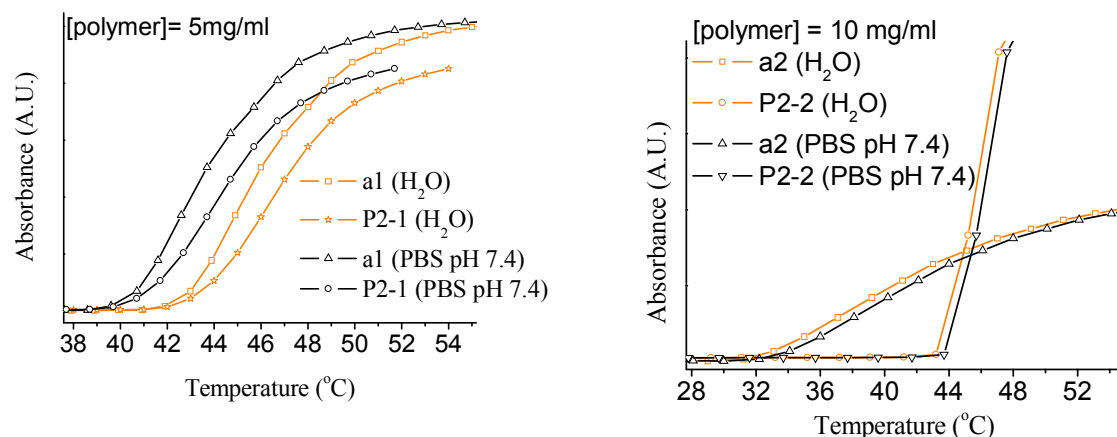 [polymer]= 5mg/ml
Absorbance (A.U.)
a1 (H₂O)
P2-1 (H₂O)
a1 (PBS pH 7.4)
P2-1 (PBS pH 7.4)
38 40 42 44 46 48 50 52 54
Temperature (°C)
[polymer] = 10 mg/ml
Absorbance (A.U.)
a2 (H₂O)
P2-2 (H₂O)
a2 (PBS pH 7.4)
P2-2 (PBS pH 7.4)
28 32 36 40 44 48 52
Temperature (°C)